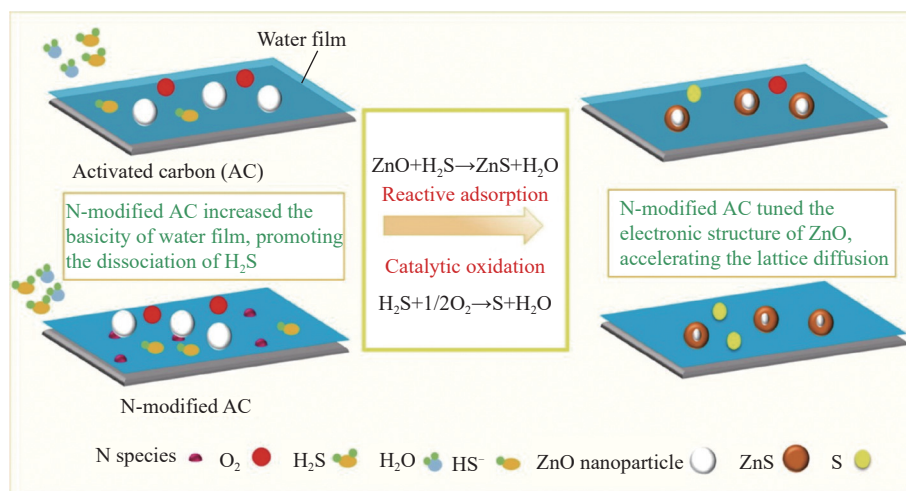 Water film
Activated carbon (AC)
N-modified AC increased the
basicity of water film, promoting
the dissociation of H₂S
ZnO+H₂S→ZnS+H₂O
Reactive adsorption
Catalytic oxidation
H₂S+1/2O₂→S+H₂O
N-modified AC tuned the
electronic structure of ZnO,
accelerating the lattice diffusion
N-modified AC
N species O₂ H₂S H₂O HS⁻ ZnO nanoparticle ZnS S